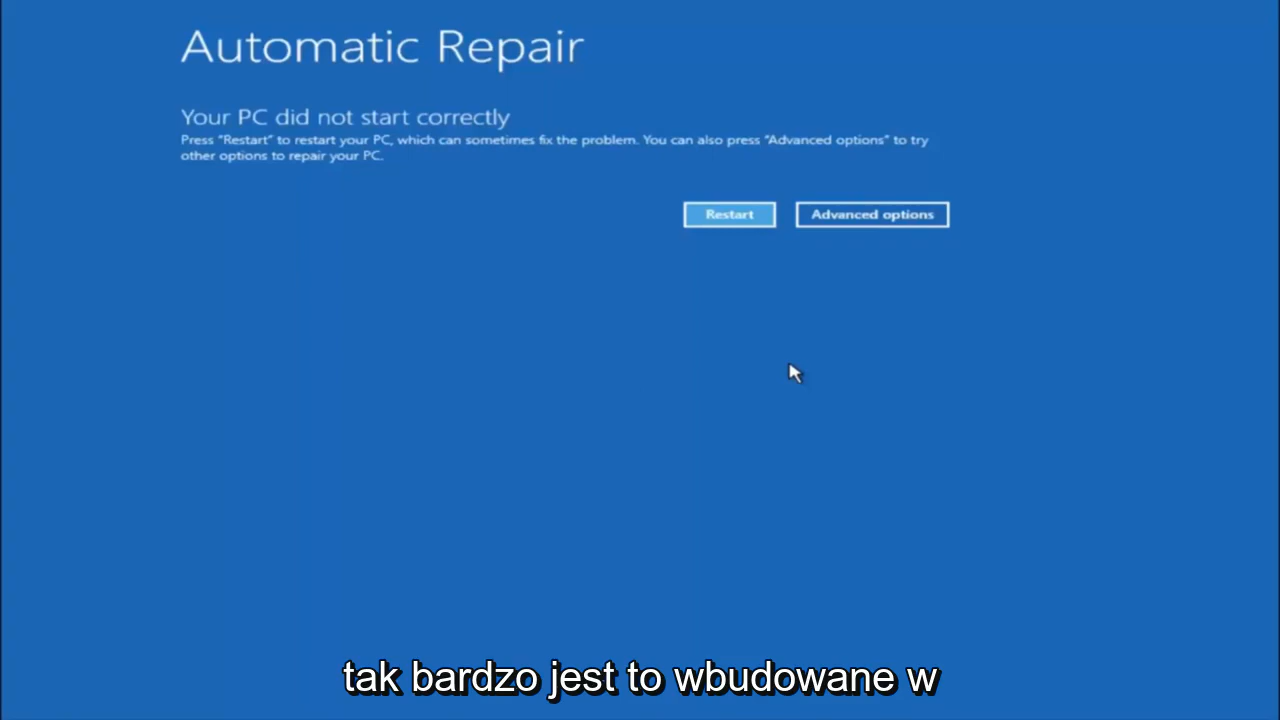 Automatic Repair
Your PC did not start correctly
Press "Restart" to restart your PC, which can sometimes fix the problem. You can also press "Advanced options" to try
other options to repair your PC.
Restart
Advanced options
tak bardzo jest to wbudowane w